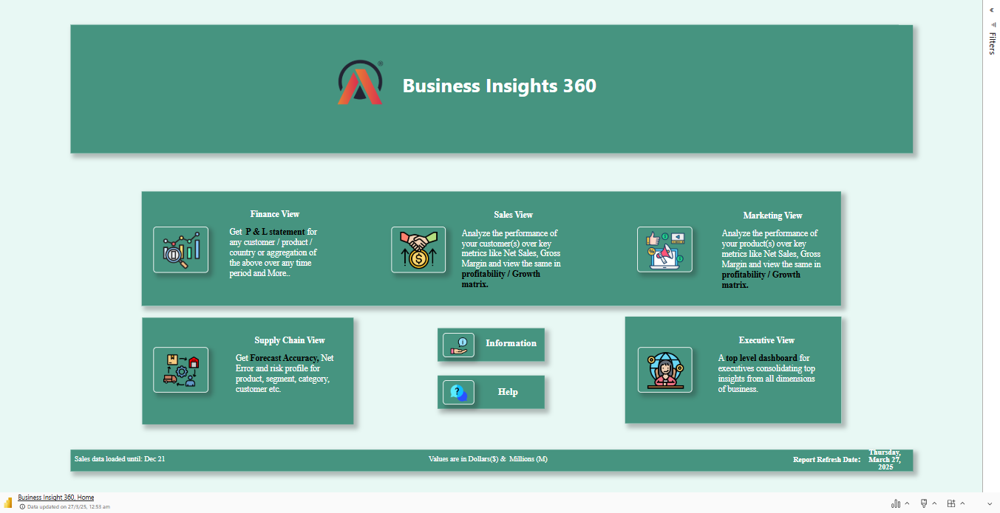 Filters
®
Business Insights 360
Finance View
Get P & L statement for
any customer / product /
country or aggregation of
the above over any time
period and More..
Sales View
Analyze the performance of
your customer(s) over key
metrics like Net Sales, Gross
Margin and view the same in
profitability / Growth
matrix.
Marketing View
Analyze the performance of
your product(s) over key
metrics like Net Sales, Gross
Margin and view the same in
profitability / Growth
matrix.
Supply Chain View
Get Forecast Accuracy, Net
Error and risk profile for
product, segment, category,
customer etc.
Information
Help
Executive View
A top level dashboard for
executives consolidating top
insights from all dimensions
of business.
Sales data loaded until: Dec 21
Values are in Dollars($) & Millions (M)
Report Refresh Date:
Thursday,
March 27,
2025
Business Insight 360, Home
Data updated on 27/3/25, 12:53 am